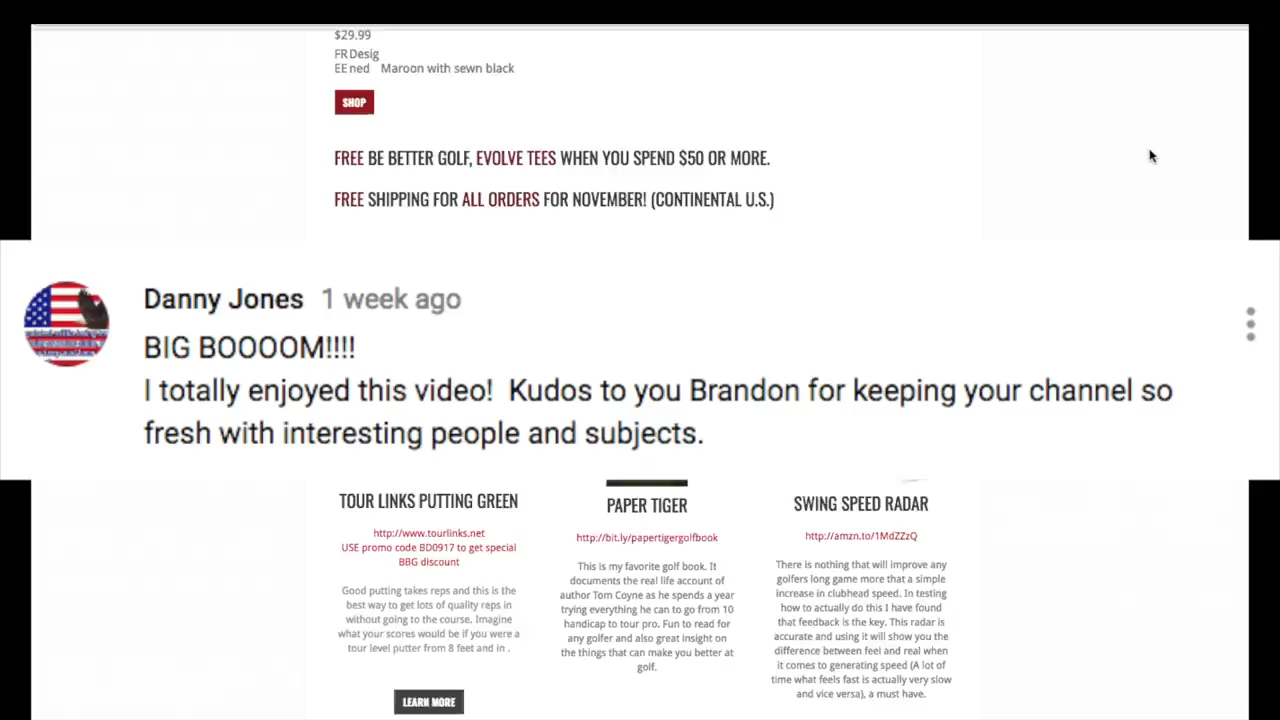 $29.99
FR Desig
EE ned Maroon with sewn black
SHOP
FREE BE BETTER GOLF, EVOLVE TEES WHEN YOU SPEND $50 OR MORE.
FREE SHIPPING FOR ALL ORDERS FOR NOVEMBER! (CONTINENTAL U.S.)
Danny Jones 1 week ago
BIG BOOOOM!!!!
I totally enjoyed this video! Kudos to you Brandon for keeping your channel so
fresh with interesting people and subjects.
TOUR LINKS PUTTING GREEN
http://www.tourlinks.net
USE promo code BD0917 to get special
BBG discount
Good putting takes reps and this is the
best way to get lots of quality reps in
without going to the course. Imagine
what your scores would be if you were a
tour level putter from 8 feet and in .
LEARN MORE
PAPER TIGER
http://bit.ly/papertigergolfbook
This is my favorite golf book. It
documents the real life account of
author Tom Coyne as he spends a year
trying everything he can to go from 10
handicap to tour pro. Fun to read for
any golfer and also great insight on
the things that can make you better at
golf.
SWING SPEED RADAR
http://amzn.to/1MdZZzQ
There is nothing that will improve any
golfers long game more that a simple
increase in clubhead speed. In testing
how to actually do this I have found
that feedback is the key. This radar is
accurate and using it will show you the
difference between feel and real when
it comes to generating speed (A lot of
time what feels fast is actually very slow
and vice versa), a must have.